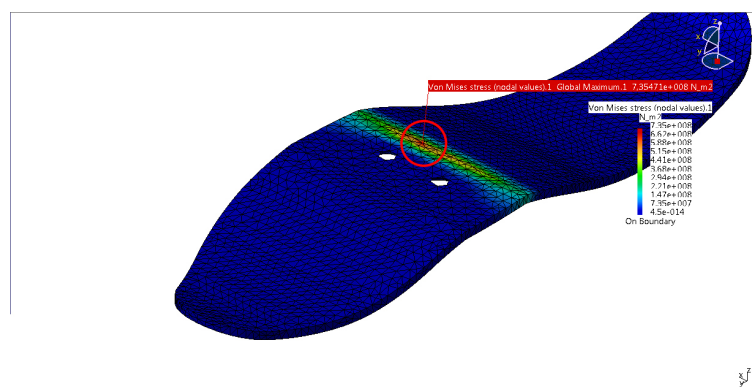 z
x
y
Von Mises stress (nodal values).1 Global Maximum.1 7.35471e+008 N_m2
Von Mises stress (nodal values).1
N_m2
7.35e+008
6.62e+008
5.88e+008
5.15e+008
4.41e+008
3.68e+008
2.94e+008
2.21e+008
1.47e+008
7.35e+007
4.5e-014
On Boundary